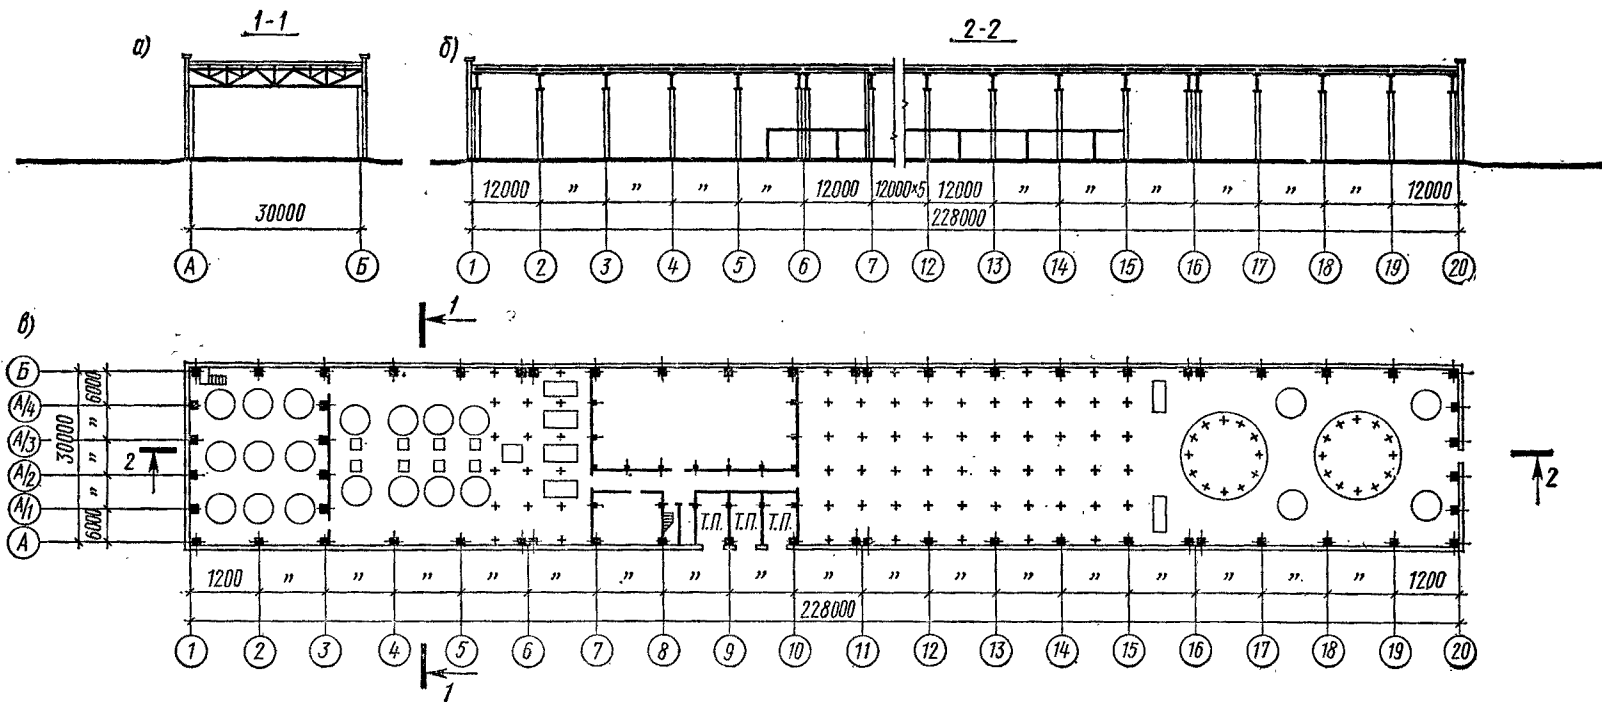 а) 1-1
30000
А Б
б) 2-2
12000 " " " " 12000 12000×5 12000 " " " " " " 12000
228000
1 2 3 4 5 6 7 12 13 14 15 16 17 18 19 20
в)
1
Б
А/4
А/3
А/2
А/1
А
6000 " " " 6000
30000
2 2
Т.П. Т.П. Т.П.
1200 " " " " " " " " " " " " " " " " " 1200
228000
1 2 3 4 5 6 7 8 9 10 11 12 13 14 15 16 17 18 19 20
1